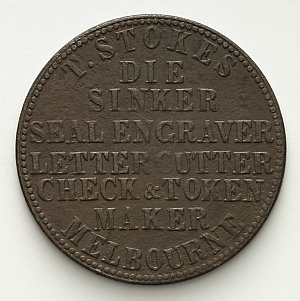 T. STOKES
DIE
SINKER
SEAL ENGRAVER
LETTER CUTTER
CHECK & TOKEN
MAKER
MELBOURNE